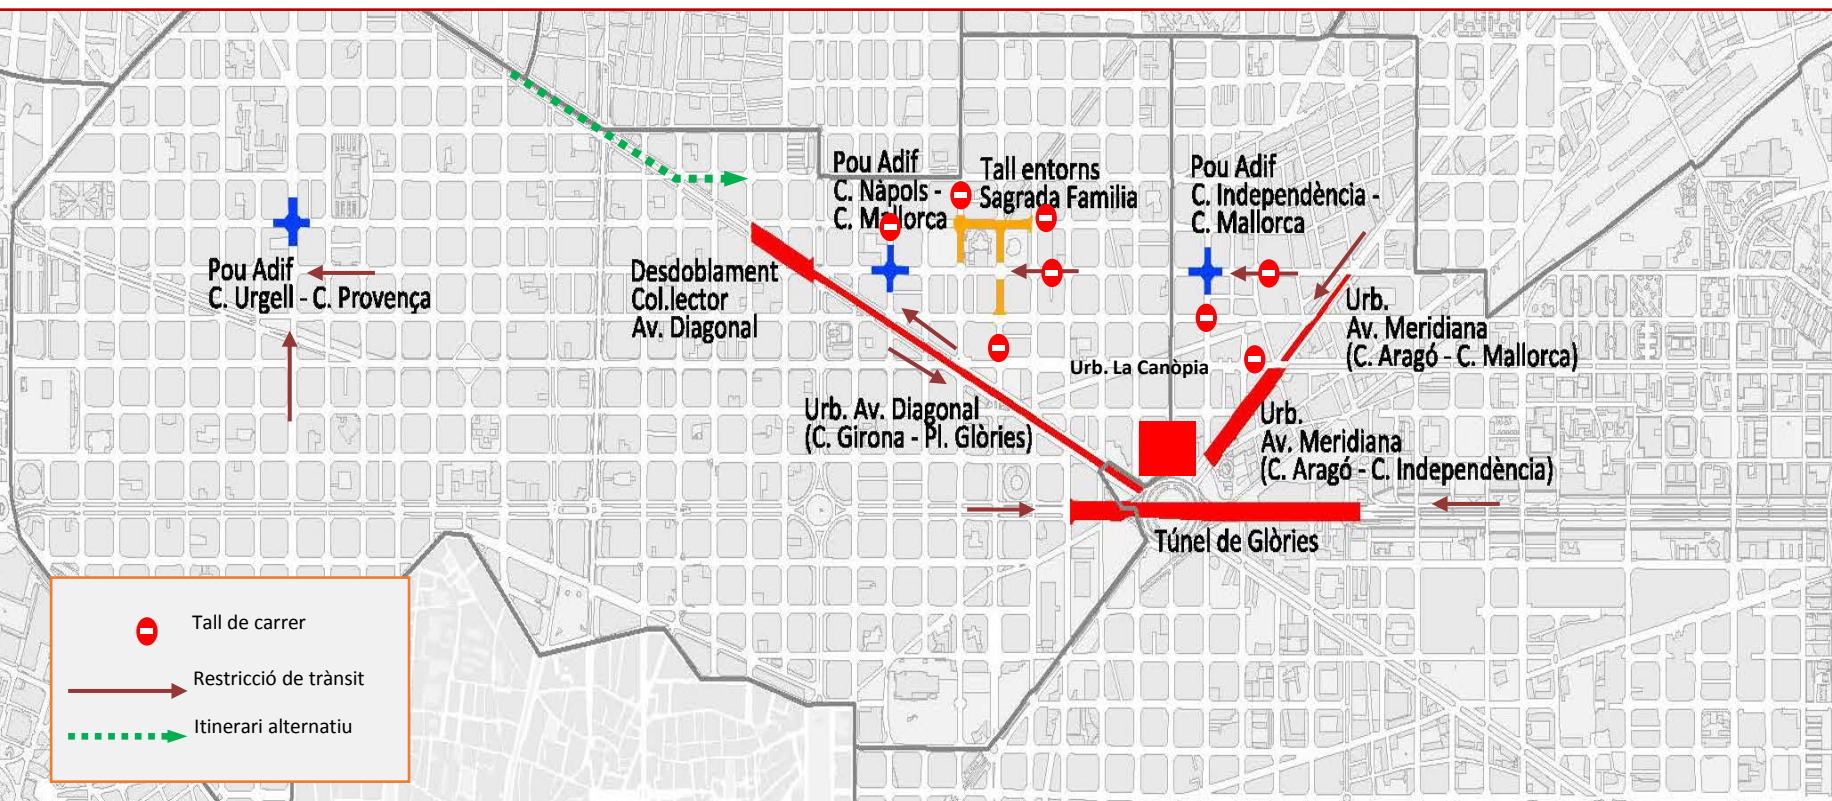 Pou Adif
C. Nàpols -
C. Mallorca
Tall entorns
Sagrada Familia
Pou Adif
C. Independència -
C. Mallorca
Pou Adif
C. Urgell - C. Provença
Desdoblament
Col.lector
Av. Diagonal
Urb.
Av. Meridiana
(C. Aragó - C. Mallorca)
Urb. La Canòpia
Urb. Av. Diagonal
(C. Girona - Pl. Glòries)
Urb.
Av. Meridiana
(C. Aragó - C. Independència)
Túnel de Glòries
Tall de carrer
Restricció de trànsit
Itinerari alternatiu